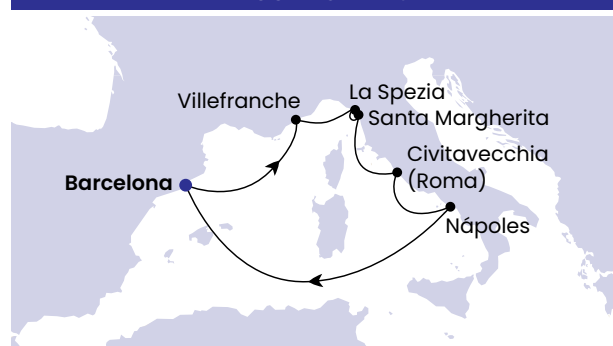 La Spezia
Villefranche
Santa Margherita
Civitavecchia
(Roma)
Barcelona
Nápoles